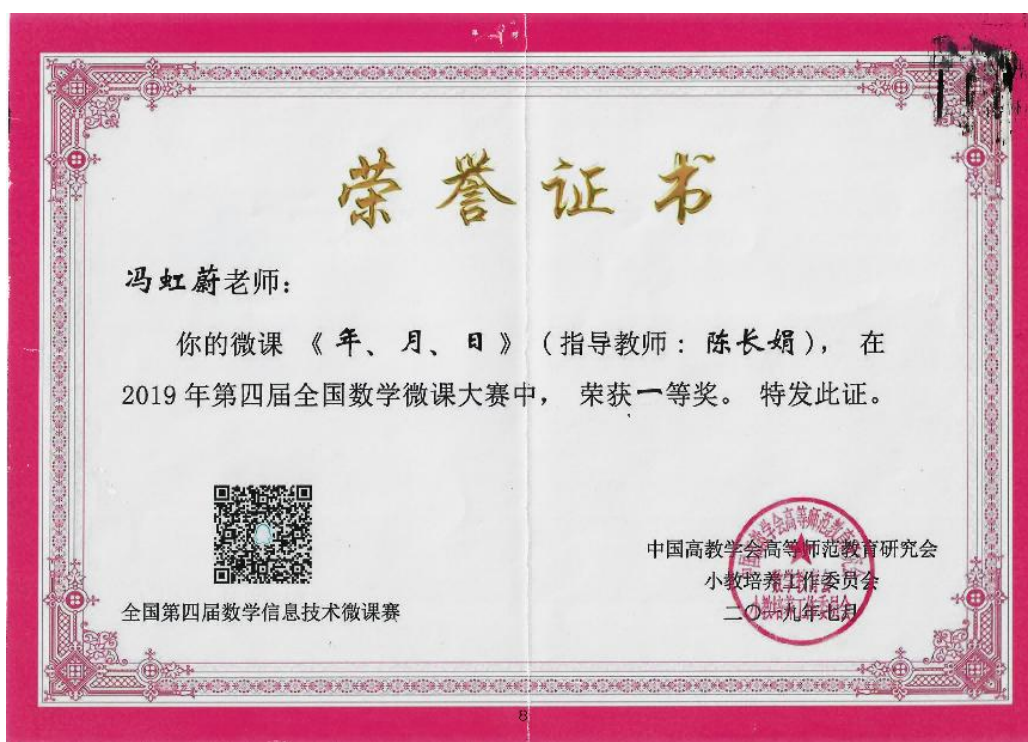 荣誉证书
冯虹蔚老师：
你的微课 《年、月、日》（指导教师：陈长娟），在
2019年第四届全国数学微课大赛中，荣获一等奖。特发此证。
全国第四届数学信息技术微课赛
中国高教学会高等师范教育研究会
小教培养工作委员会
二〇一九年七月
8